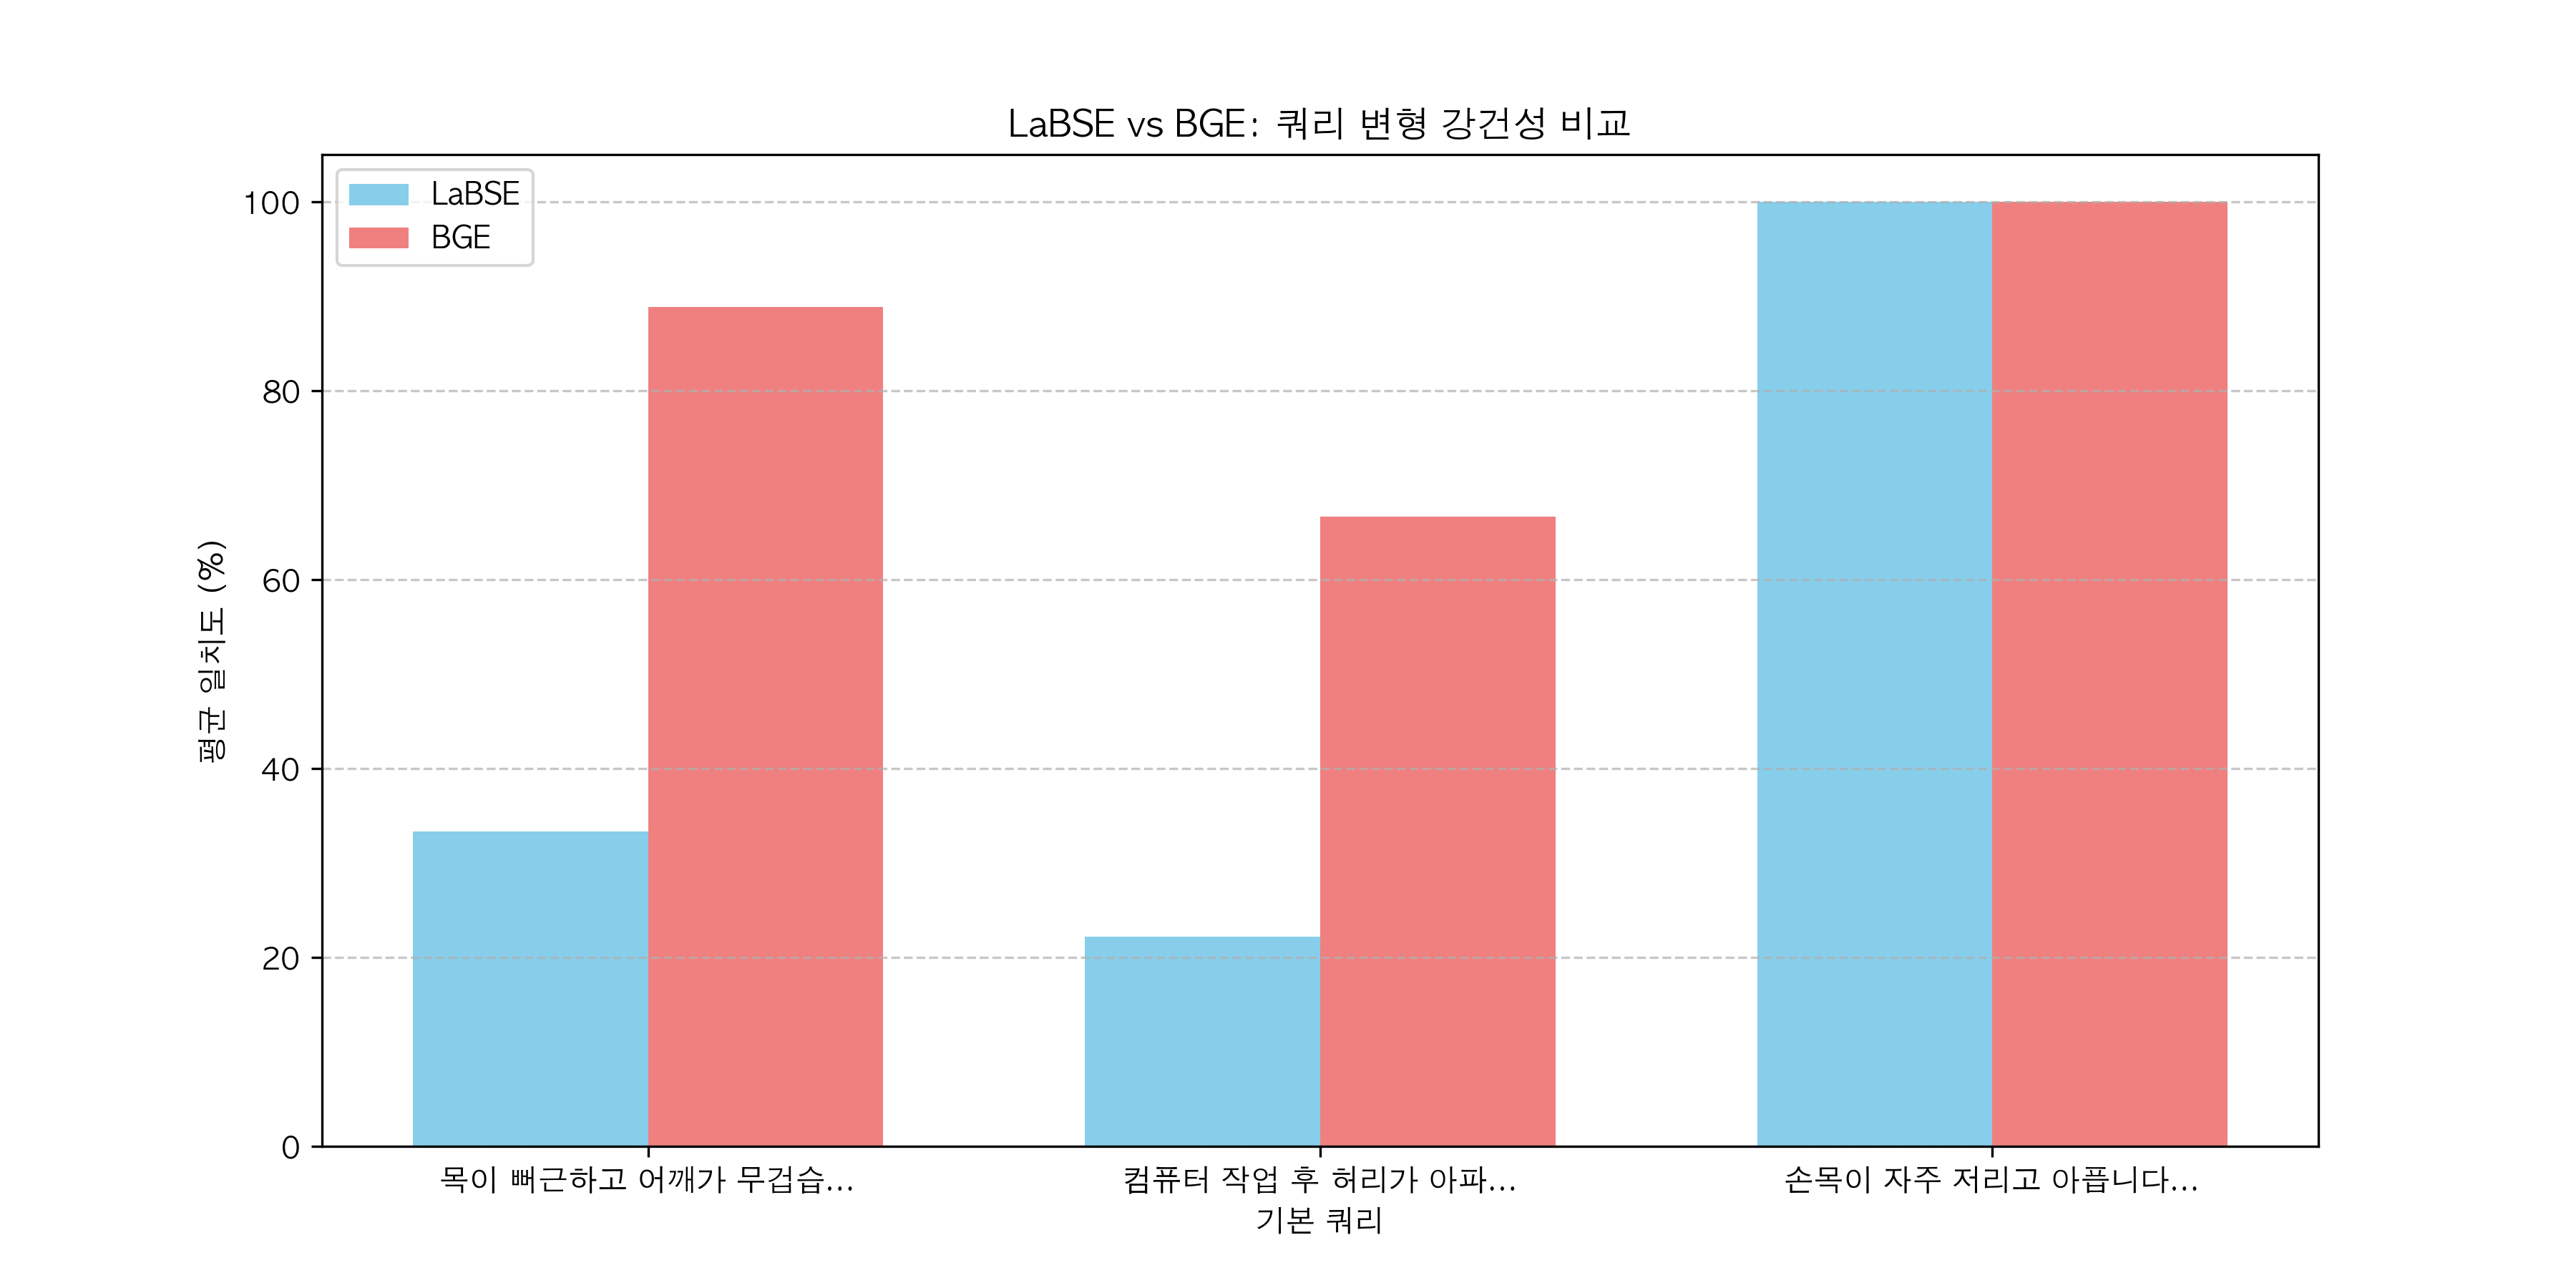 LaBSE vs BGE: 쿼리 변형 강건성 비교
LaBSE
BGE
100
80
60
40
20
0
평균 일치도 (%)
목이 뻐근하고 어깨가 무겁습...
컴퓨터 작업 후 허리가 아파...
손목이 자주 저리고 아픕니다...
기본 쿼리